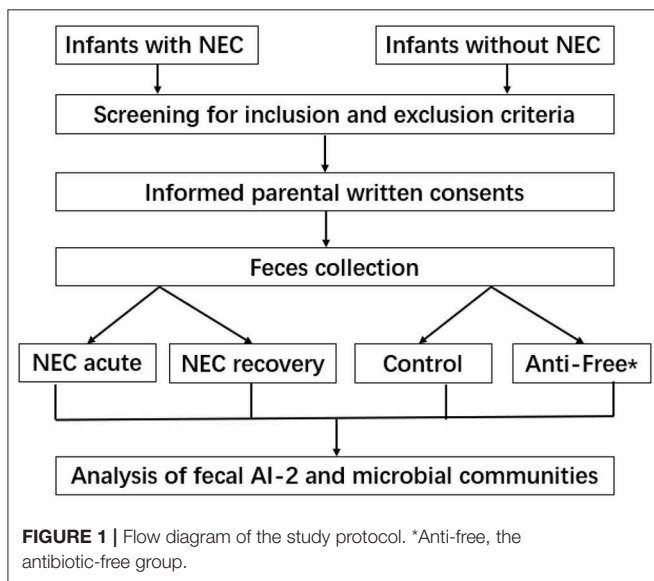 Infants with NEC
Infants without NEC
Screening for inclusion and exclusion criteria
Informed parental written consents
Feces collection
NEC acute
NEC recovery
Control
Anti-Free*
Analysis of fecal AI-2 and microbial communities
FIGURE 1 | Flow diagram of the study protocol. *Anti-free, the
antibiotic-free group.